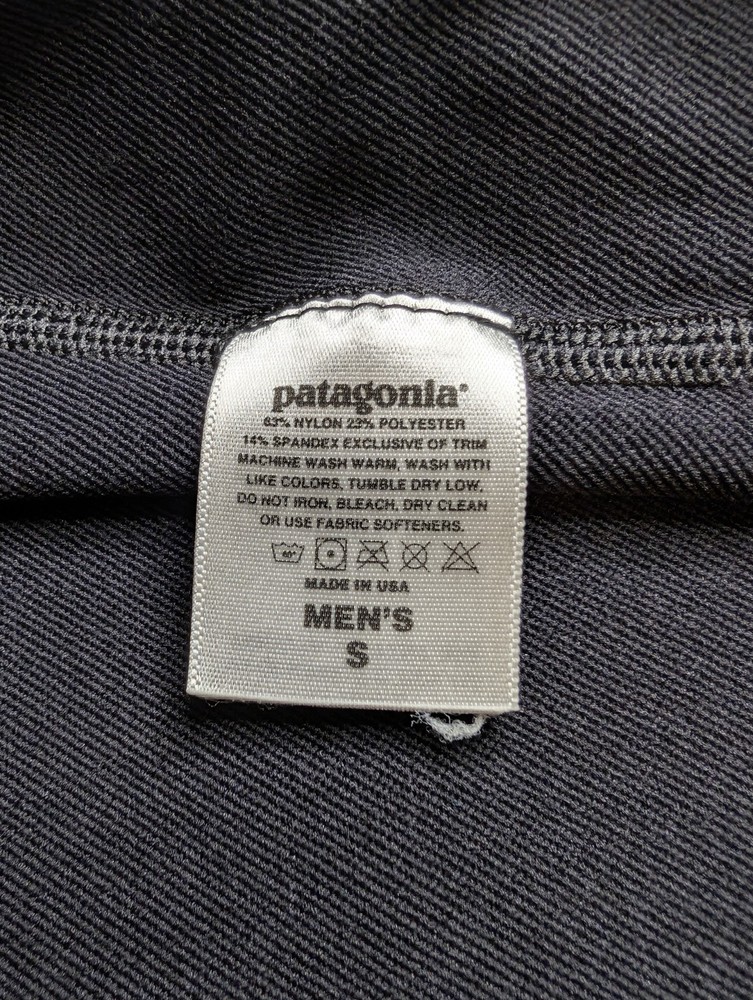 patagonia®
63% NYLON 23% POLYESTER
14% SPANDEX EXCLUSIVE OF TRIM
MACHINE WASH WARM, WASH WITH
LIKE COLORS, TUMBLE DRY LOW.
DO NOT IRON, BLEACH, DRY CLEAN
OR USE FABRIC SOFTENERS.
40°
MADE IN USA
MEN'S
S